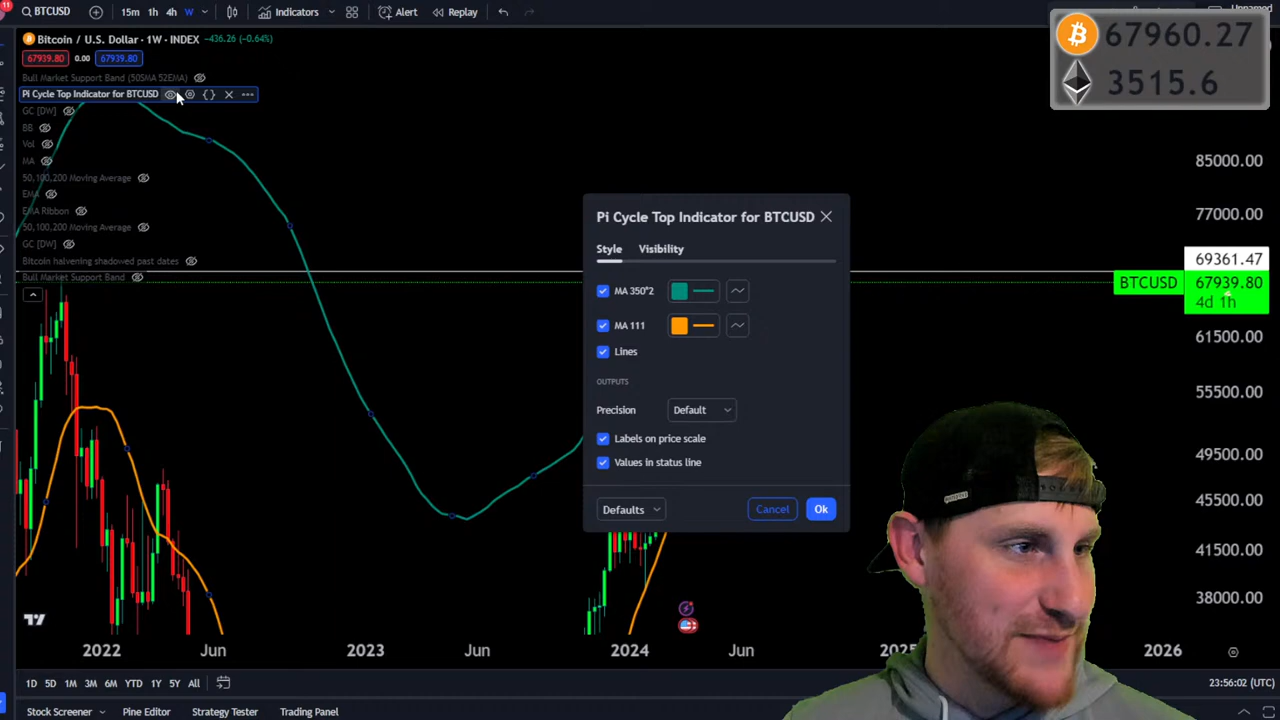 11
BTCUSD 15m 1h 4h W Indicators Alert Replay
Bitcoin / U.S. Dollar · 1W · INDEX -436.26 (-0.64%)
67939.80 0.00 67939.80
Bull Market Support Band (50SMA 52EMA)
Pi Cycle Top Indicator for BTCUSD
GC [DW]
BB
Vol
MA
50,100,200 Moving Average
EMA
EMA Ribbon
50,100,200 Moving Average
GC [DW]
Bitcoin halvening shadowed past dates
Bull Market Support Band
67960.27
3515.6
Pi Cycle Top Indicator for BTCUSD
Style Visibility
MA 350*2
MA 111
Lines
OUTPUTS
Precision Default
Labels on price scale
Values in status line
Defaults Cancel Ok
85000.00
77000.00
69361.47
BTCUSD 67939.80
4d 1h
61500.00
55500.00
49500.00
45500.00
41500.00
38000.00
2022 Jun 2023 Jun 2024 Jun 2025 2026
1D 5D 1M 3M 6M YTD 1Y 5Y All 23:56:02 (UTC)
Stock Screener Pine Editor Strategy Tester Trading Panel